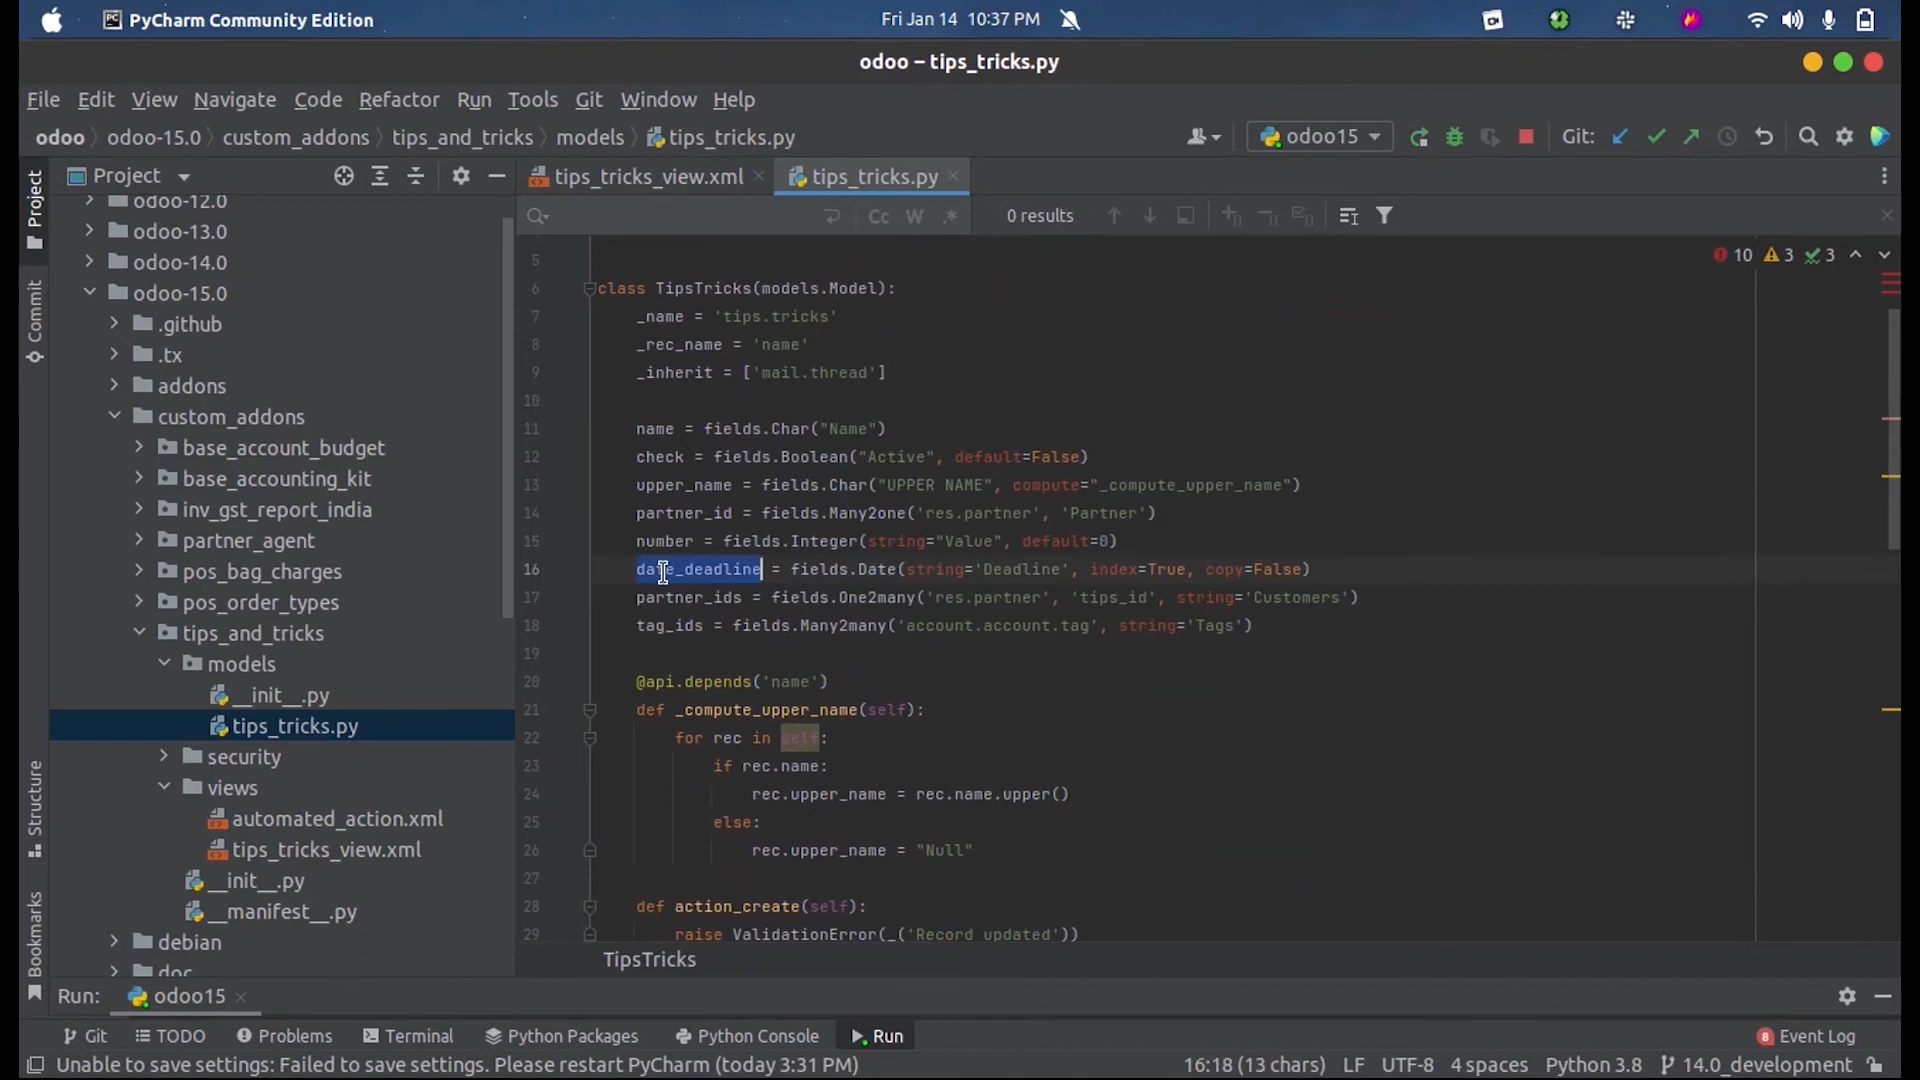 PyCharm Community Edition
Fri Jan 14 10:37 PM
odoo – tips_tricks.py
File Edit View Navigate Code Refactor Run Tools Git Window Help
odoo odoo-15.0 custom_addons tips_and_tricks models tips_tricks.py
odoo15
Git:
Project
tips_tricks_view.xml
tips_tricks.py
Cc W .*
0 results
Project
Commit
Structure
Bookmarks
odoo-12.0
odoo-13.0
odoo-14.0
odoo-15.0
.github
.tx
addons
custom_addons
base_account_budget
base_accounting_kit
inv_gst_report_india
partner_agent
pos_bag_charges
pos_order_types
tips_and_tricks
models
__init__.py
tips_tricks.py
security
views
automated_action.xml
tips_tricks_view.xml
__init__.py
__manifest__.py
debian
doc
10 3 3
5
6 class TipsTricks(models.Model):
7 _name = 'tips.tricks'
8 _rec_name = 'name'
9 _inherit = ['mail.thread']
10
11 name = fields.Char("Name")
12 check = fields.Boolean("Active", default=False)
13 upper_name = fields.Char("UPPER NAME", compute="_compute_upper_name")
14 partner_id = fields.Many2one('res.partner', 'Partner')
15 number = fields.Integer(string="Value", default=0)
16 date_deadline = fields.Date(string='Deadline', index=True, copy=False)
17 partner_ids = fields.One2many('res.partner', 'tips_id', string='Customers')
18 tag_ids = fields.Many2many('account.account.tag', string='Tags')
19
20 @api.depends('name')
21 def _compute_upper_name(self):
22 for rec in self:
23 if rec.name:
24 rec.upper_name = rec.name.upper()
25 else:
26 rec.upper_name = "Null"
27
28 def action_create(self):
29 raise ValidationError(_('Record updated'))
TipsTricks
Run: odoo15
Git TODO Problems Terminal Python Packages Python Console Run
8 Event Log
Unable to save settings: Failed to save settings. Please restart PyCharm (today 3:31 PM)
16:18 (13 chars) LF UTF-8 4 spaces Python 3.8 14.0_development